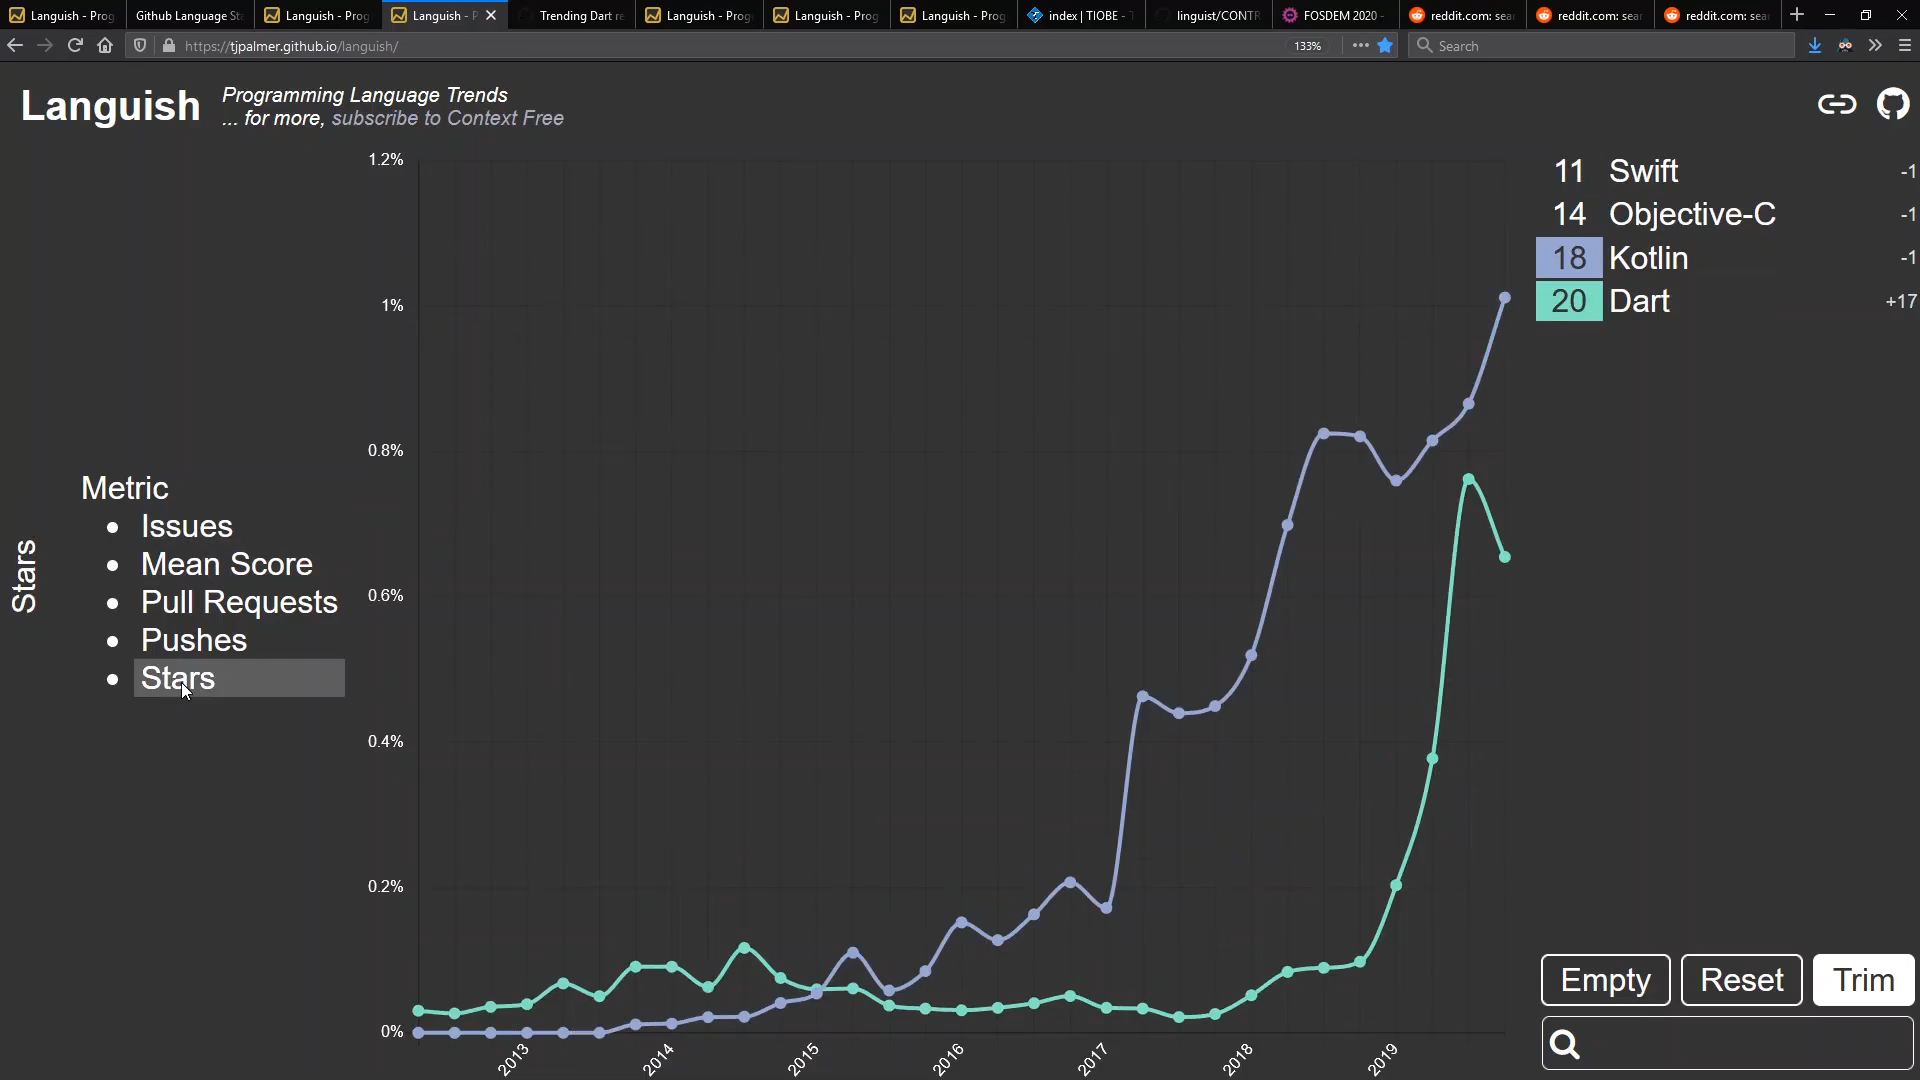 Languish - Prog
Github Language St
Languish - Prog
Languish - P
Trending Dart re
Languish - Prog
Languish - Prog
Languish - Prog
index | TIOBE - T
linguist/CONTR
FOSDEM 2020 -
reddit.com: sear
reddit.com: sear
reddit.com: sear
https://tjpalmer.github.io/languish/
133%
Search
Languish
Programming Language Trends
... for more, subscribe to Context Free
11 Swift -1
14 Objective-C -1
18 Kotlin -1
20 Dart +17
Stars
Metric
Issues
Mean Score
Pull Requests
Pushes
Stars
1.2%
1%
0.8%
0.6%
0.4%
0.2%
0%
2013
2014
2015
2016
2017
2018
2019
Empty
Reset
Trim